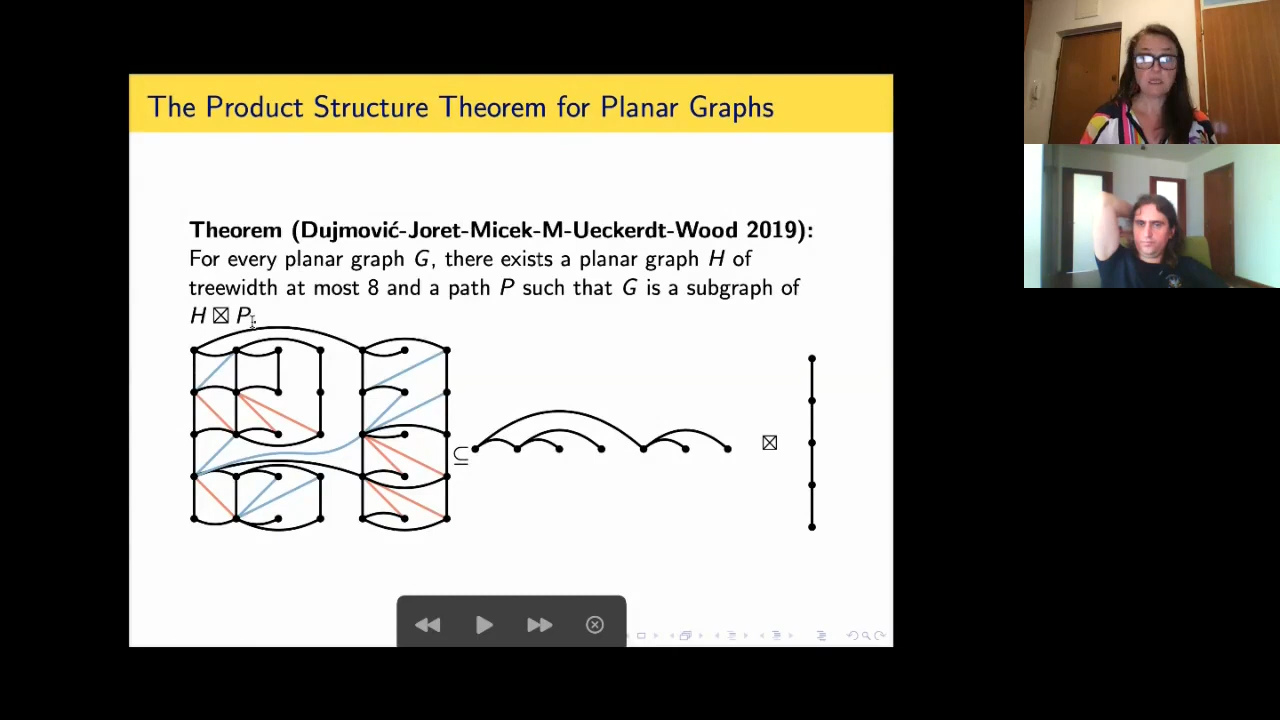 The Product Structure Theorem for Planar Graphs
Theorem (Dujmović-Joret-Micek-M-Ueckerdt-Wood 2019):
For every planar graph G, there exists a planar graph H of
treewidth at most 8 and a path P such that G is a subgraph of
H ⊠ P.
⊆ ⊠